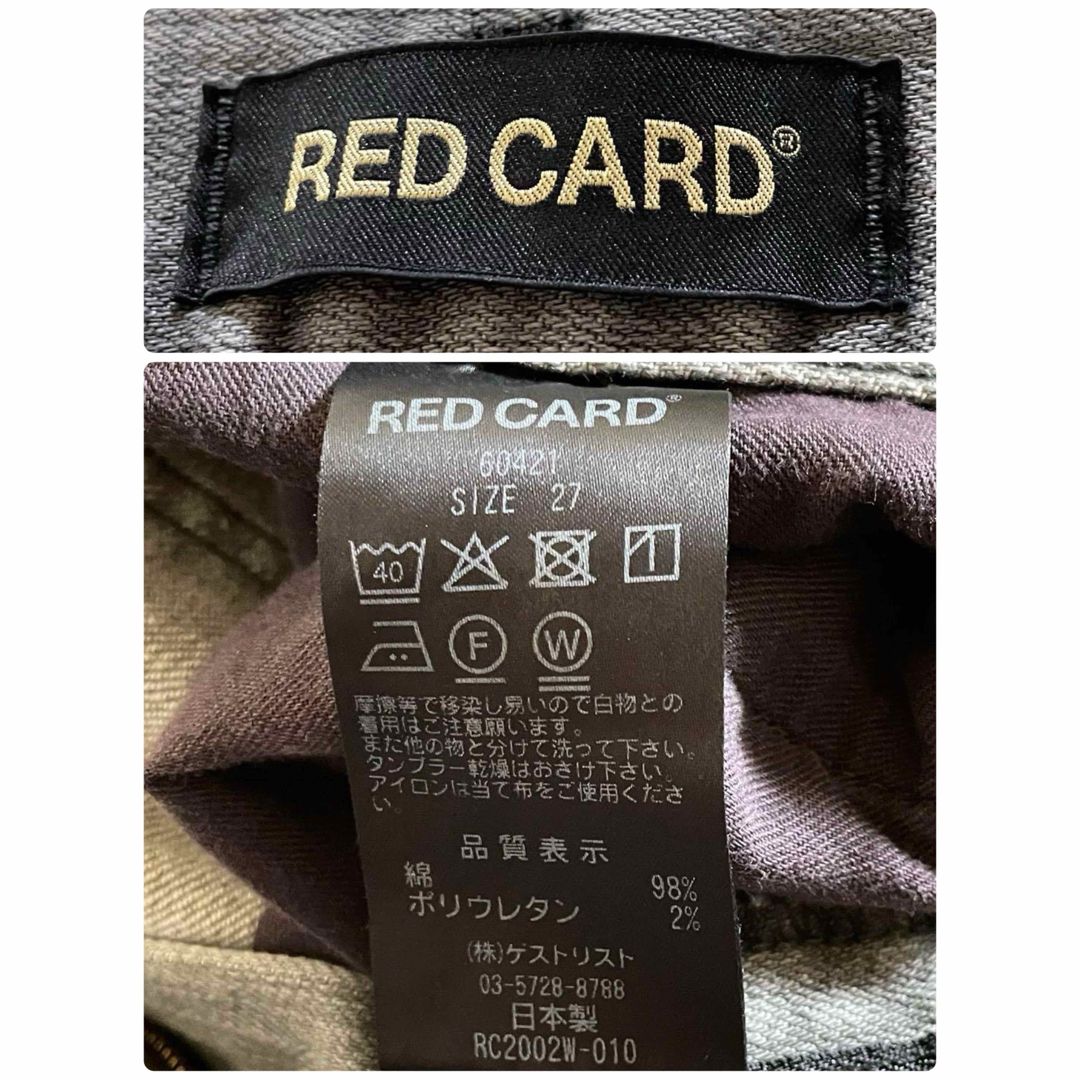 RED CARD®
RED CARD®
60421
SIZE 27
40
1
F
W
摩擦等で移染し易いので白物との
着用はご注意願います。
また他の物と分けて洗って下さい。
タンブラー乾燥はおさけ下さい。
アイロンは当て布をご使用くださ
い。
品質表示
綿 98%
ポリウレタン 2%
(株)ゲストリスト
03-5728-8788
日本製
RC2002W-010